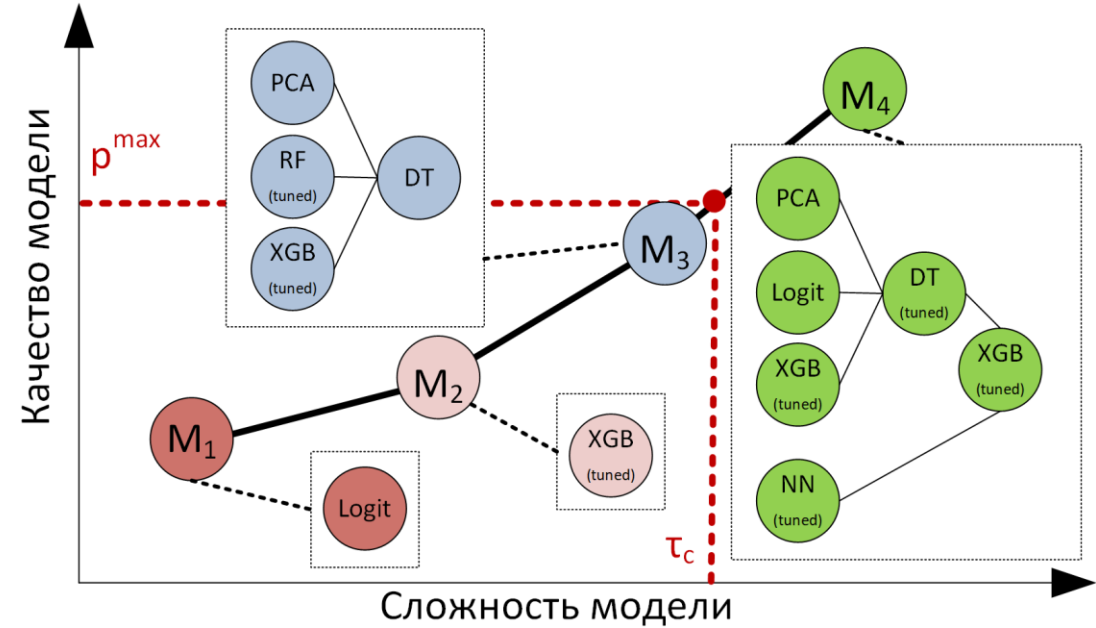 Качество модели
p^max
PCA
RF
(tuned)
XGB
(tuned)
DT
M₁
Logit
M₂
XGB
(tuned)
M₃
M₄
PCA
Logit
XGB
(tuned)
DT
(tuned)
XGB
(tuned)
NN
(tuned)
τ_c
Сложность модели